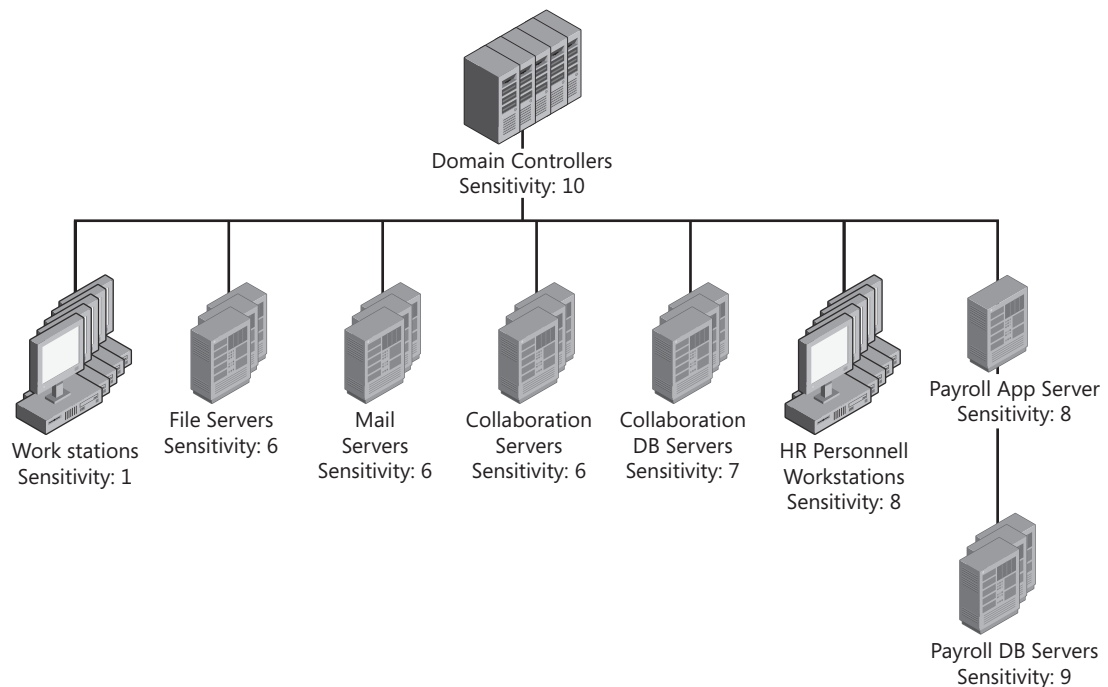 Domain Controllers
Sensitivity: 10
Work stations
Sensitivity: 1
File Servers
Sensitivity: 6
Mail
Servers
Sensitivity: 6
Collaboration
Servers
Sensitivity: 6
Collaboration
DB Servers
Sensitivity: 7
HR Personnell
Workstations
Sensitivity: 8
Payroll App Server
Sensitivity: 8
Payroll DB Servers
Sensitivity: 9